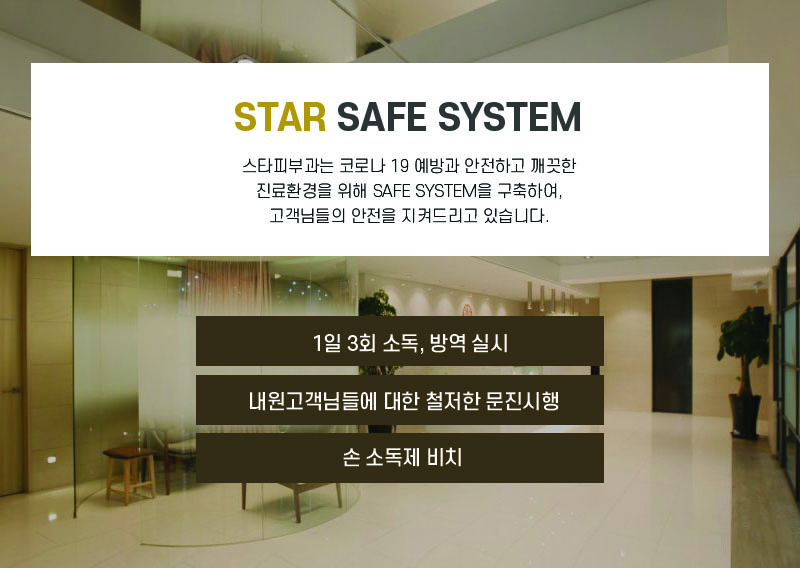 STAR SAFE SYSTEM
스타피부과는 코로나 19 예방과 안전하고 깨끗한
진료환경을 위해 SAFE SYSTEM을 구축하여,
고객님들의 안전을 지켜드리고 있습니다.
1일 3회 소독, 방역 실시
내원고객님들에 대한 철저한 문진시행
손 소독제 비치